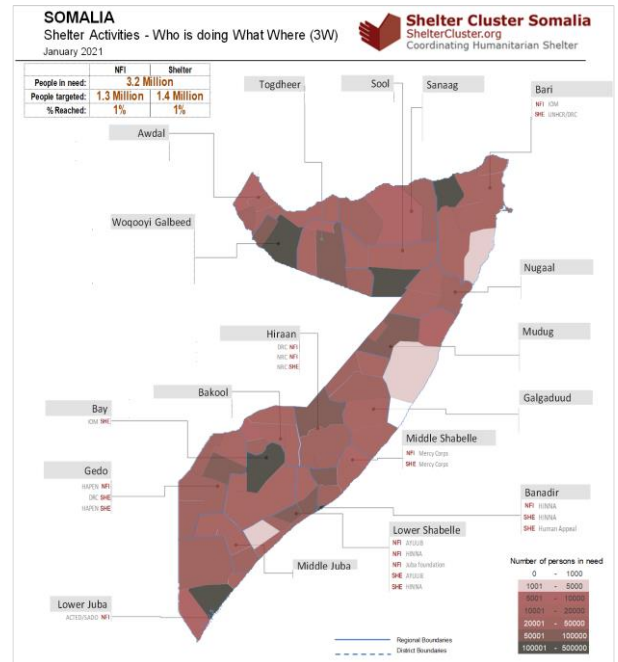 SOMALIA
Shelter Activities - Who is doing What Where (3W)
January 2021
Shelter Cluster Somalia
ShelterCluster.org
Coordinating Humanitarian Shelter
NFI Shelter
People in need: 3.2 Million
People targeted: 1.3 Million 1.4 Million
% Reached: 1% 1%
Togdheer
Sool
Sanaag
Bari
NFI IOM
SHE UNHCR/DRC
Awdal
Woqooyi Galbeed
Nugaal
Hiraan
DRC NFI
NRC NFI
NRC SHE
Mudug
Bakool
Galgaduud
Bay
IOM SHE
Middle Shabelle
NFI Mercy Corps
SHE Mercy Corps
Gedo
HAPEN NFI
DRC SHE
HAPEN SHE
Banadir
NFI HINNA
SHE HINNA
SHE Human Appeal
Lower Shabelle
NFI AYUUB
NFI HINNA
NFI Juba Foundation
SHE AYUUB
SHE HINNA
Middle Juba
Lower Juba
ACTED/SADO NFI
Number of persons in need
0 - 1000
1001 - 5000
5001 - 10000
10001 - 20000
20001 - 50000
50001 100000
100001 - 500000
Regional Boundaries
District Boundaries